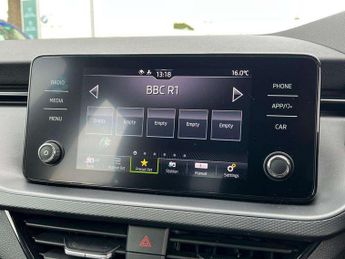 13:18
16.0°C
RADIO
BBC R1
PHONE
MEDIA
APP/
MENU
CAR
Empty
Empty
Empty
Empty
Empty
Preset list
Station
Manual
Settings